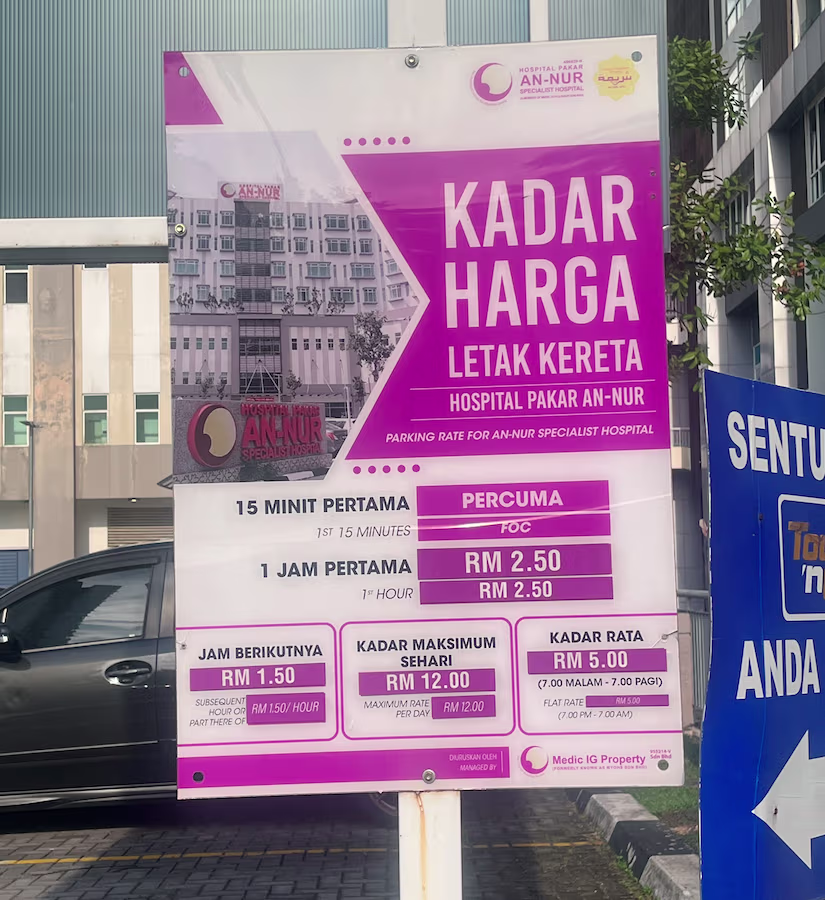 HOSPITAL PAKAR
AN-NUR
SPECIALIST HOSPITAL
سريعة
HOSPITAL PAKAR
AN-NUR
KADAR
HARGA
LETAK KERETA
HOSPITAL PAKAR AN-NUR
PARKING RATE FOR AN-NUR SPECIALIST HOSPITAL
HOSPITAL PAKAR
AN-NUR
SPECIALIST HOSPITAL
15 MINIT PERTAMA PERCUMA
1ST 15 MINUTES FOC
1 JAM PERTAMA RM 2.50
1ST HOUR RM 2.50
JAM BERIKUTNYA
RM 1.50
SUBSEQUENT
HOUR OR
PART THERE OF
RM 1.50/ HOUR
KADAR MAKSIMUM
SEHARI
RM 12.00
MAXIMUM RATE
PER DAY
RM 12.00
KADAR RATA
RM 5.00
(7.00 MALAM - 7.00 PAGI)
FLAT RATE RM 5.00
(7.00 PM - 7.00 AM)
DIURUSKAN OLEH
MANAGED BY
Medic IG Property
Sdn Bhd
SENTU
'n
ANDA